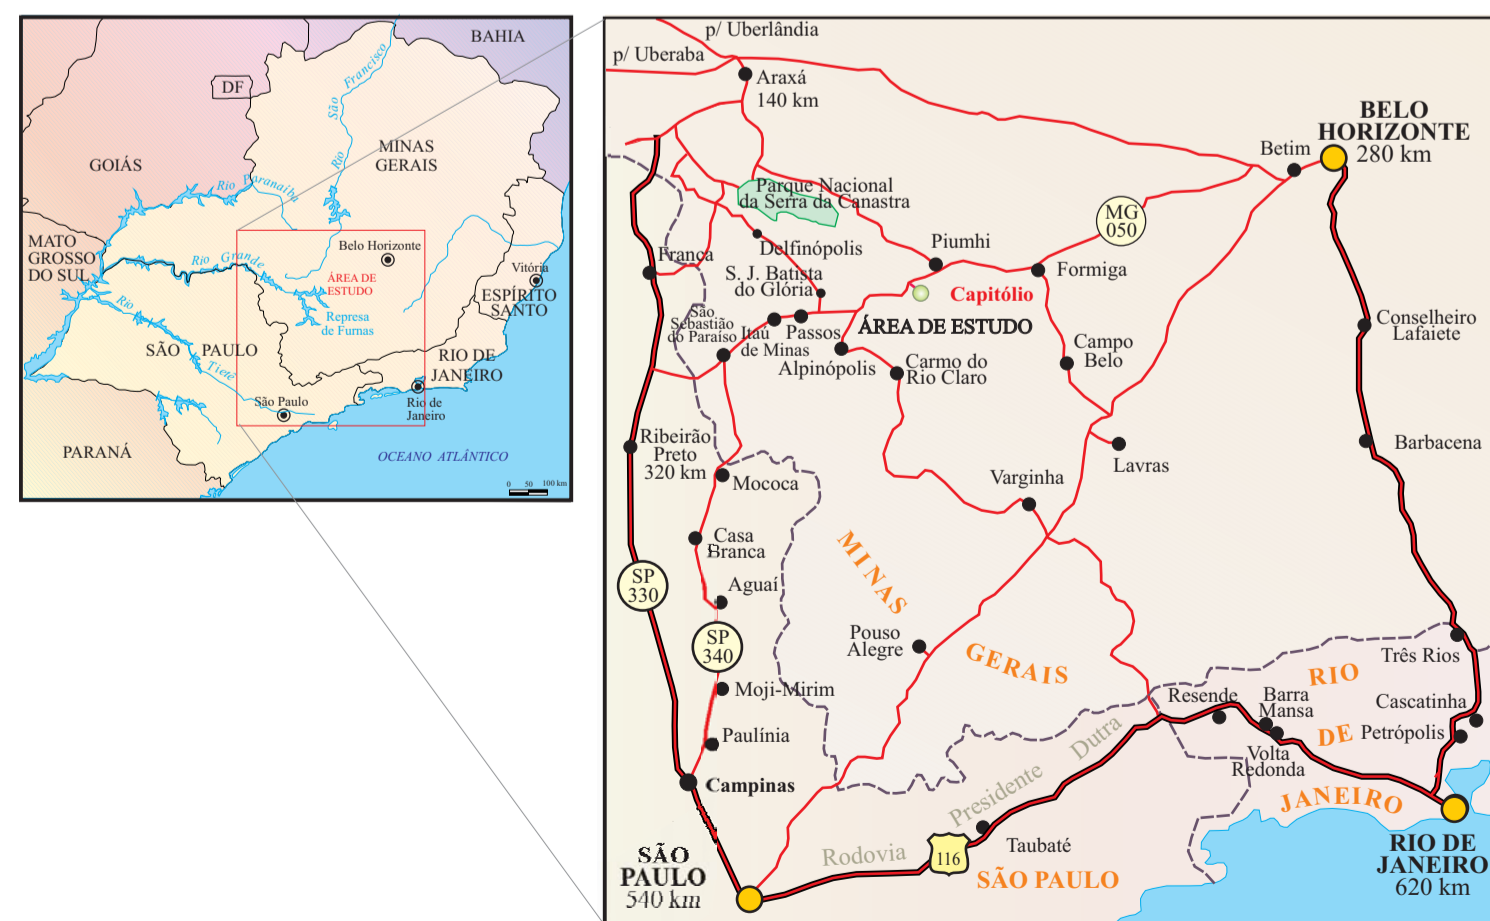 BAHIA
DF
Rio São Francisco
MINAS
GERAIS
GOIÁS
Rio Paranaíba
MATO
GROSSO
DO SUL
Rio Grande
Belo Horizonte
ÁREA DE
ESTUDO
Vitória
ESPÍRITO
SANTO
Represa
de Furnas
Rio Tietê
SÃO PAULO
RIO DE
JANEIRO
São Paulo
Rio de
Janeiro
PARANÁ
OCEANO ATLÂNTICO
0 50 100 km
p/ Uberlândia
p/ Uberaba
Araxá
140 km
BELO
HORIZONTE
280 km
Betim
Parque Nacional
da Serra da Canastra
MG
050
Delfinópolis
Piumhi
Franca
Formiga
S. J. Batista
do Glória
Capitólio
ÁREA DE ESTUDO
São
Sebastião
do Paraíso
Itaú
de Minas
Passos
Alpinópolis
Carmo do
Rio Claro
Campo
Belo
Conselheiro
Lafaiete
Ribeirão
Preto
320 km
Mococa
Varginha
Lavras
Barbacena
Casa
Branca
MINAS
GERAIS
SP
330
Aguaí
SP
340
Pouso
Alegre
Moji-Mirim
Paulínia
Campinas
Três Rios
RIO
DE
JANEIRO
Resende
Barra
Mansa
Volta
Redonda
Cascatinha
Petrópolis
Rodovia Presidente Dutra
116
Taubaté
SÃO PAULO
SÃO
PAULO
540 km
RIO DE
JANEIRO
620 km